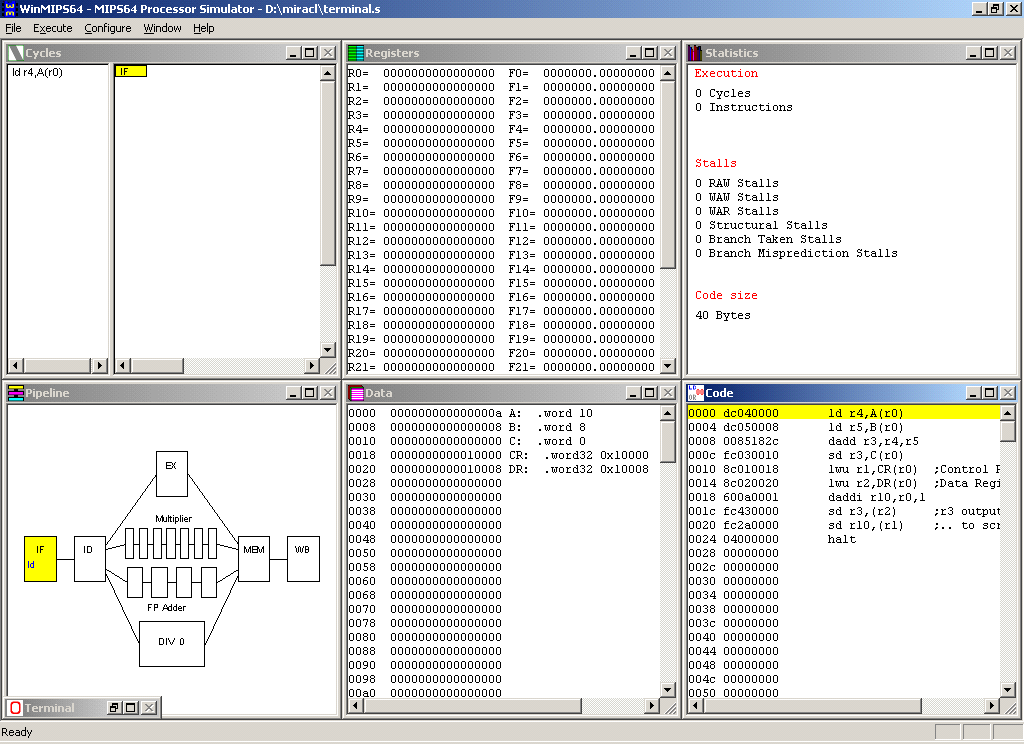 WinMIPS64 - MIPS64 Processor Simulator - D:\miracl\terminal.s
File Execute Configure Window Help
Cycles
ld r4,A(r0)
IF
Registers
R0= 0000000000000000 F0= 0000000.00000000
R1= 0000000000000000 F1= 0000000.00000000
R2= 0000000000000000 F2= 0000000.00000000
R3= 0000000000000000 F3= 0000000.00000000
R4= 0000000000000000 F4= 0000000.00000000
R5= 0000000000000000 F5= 0000000.00000000
R6= 0000000000000000 F6= 0000000.00000000
R7= 0000000000000000 F7= 0000000.00000000
R8= 0000000000000000 F8= 0000000.00000000
R9= 0000000000000000 F9= 0000000.00000000
R10= 0000000000000000 F10= 0000000.00000000
R11= 0000000000000000 F11= 0000000.00000000
R12= 0000000000000000 F12= 0000000.00000000
R13= 0000000000000000 F13= 0000000.00000000
R14= 0000000000000000 F14= 0000000.00000000
R15= 0000000000000000 F15= 0000000.00000000
R16= 0000000000000000 F16= 0000000.00000000
R17= 0000000000000000 F17= 0000000.00000000
R18= 0000000000000000 F18= 0000000.00000000
R19= 0000000000000000 F19= 0000000.00000000
R20= 0000000000000000 F20= 0000000.00000000
R21= 0000000000000000 F21= 0000000.00000000
Statistics
Execution
0 Cycles
0 Instructions
Stalls
0 RAW Stalls
0 WAW Stalls
0 WAR Stalls
0 Structural Stalls
0 Branch Taken Stalls
0 Branch Misprediction Stalls
Code size
40 Bytes
Pipeline
EX
Multiplier
IF
ld
ID
MEM
WB
FP Adder
DIV 0
Terminal
Data
0000 000000000000000a A: .word 10
0008 0000000000000008 B: .word 8
0010 0000000000000000 C: .word 0
0018 0000000000010000 CR: .word32 0x10000
0020 0000000000010008 DR: .word32 0x10008
0028 0000000000000000
0030 0000000000000000
0038 0000000000000000
0040 0000000000000000
0048 0000000000000000
0050 0000000000000000
0058 0000000000000000
0060 0000000000000000
0068 0000000000000000
0070 0000000000000000
0078 0000000000000000
0080 0000000000000000
0088 0000000000000000
0090 0000000000000000
0098 0000000000000000
00a0 0000000000000000
Code
0000 dc040000 ld r4,A(r0)
0004 dc050008 ld r5,B(r0)
0008 0085182c dadd r3,r4,r5
000c fc030010 sd r3,C(r0)
0010 8c010018 lwu r1,CR(r0) ;Control R
0014 8c020020 lwu r2,DR(r0) ;Data Regi
0018 600a0001 daddi r10,r0,1
001c fc430000 sd r3,(r2) ;r3 output
0020 fc2a0000 sd r10,(r1) ;.. to scr
0024 04000000 halt
0028 00000000
002c 00000000
0030 00000000
0034 00000000
0038 00000000
003c 00000000
0040 00000000
0044 00000000
0048 00000000
004c 00000000
0050 00000000
Ready